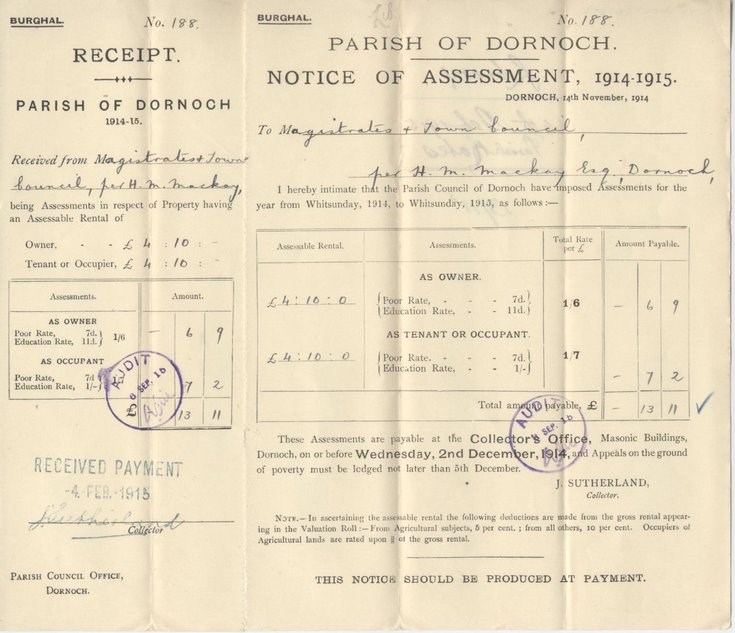 BURGHAL.
No. 188.
RECEIPT.
PARISH OF DORNOCH
1914-15.
Received from Magistrates & Town
Council, per H. M. Mackay,
being Assessments in respect of Property having
an Assessable Rental of
Owner. - - £ 4 : 10 : -
Tenant or Occupier, £ 4 : 10 : -
Assessments. Amount.
AS OWNER
Poor Rate, 7d. } 1/6 — 6 9
Education Rate, 11d. }
AS OCCUPANT
Poor Rate, 7d
Education Rate, 1/- } 7 2
£ 13 11
AUDIT
SEP. 15
RECEIVED PAYMENT
-4. FEB. 1915
J Sutherland
Collector
PARISH COUNCIL OFFICE,
DORNOCH.
BURGHAL.
No. 188.
PARISH OF DORNOCH.
NOTICE OF ASSESSMENT, 1914-1915.
DORNOCH, 14th November, 1914
To Magistrates & Town Council,
per H. M. Mackay Esq, Dornoch,
I hereby intimate that the Parish Council of Dornoch have imposed Assessments for the
year from Whitsunday, 1914, to Whitsunday, 1915, as follows :—
Assessable Rental. Assessments. Total Rate per £ Amount Payable.
AS OWNER.
£4 : 10 : 0 { Poor Rate, - - - 7d. } 1/6 — 6 9
{ Education Rate, - - 11d. }
AS TENANT OR OCCUPANT.
£4 : 10 : 0 { Poor Rate. - - - 7d. } 1/7
{ Education Rate, - - 1/- } — 7 2
Total amount payable, £ — 13 11
AUDIT
SEP. 15
These Assessments are payable at the Collector's Office, Masonic Buildings,
Dornoch, on or before Wednesday, 2nd December, 1914, and Appeals on the ground
of poverty must be lodged not later than 5th December.
J. SUTHERLAND,
Collector.
NOTE.—In ascertaining the assessable rental the following deductions are made from the gross rental appear-
ing in the Valuation Roll :—From Agricultural subjects, 5 per cent. ; from all others, 10 per cent. Occupiers of
Agricultural lands are rated upon of the gross rental.
THIS NOTICE SHOULD BE PRODUCED AT PAYMENT.